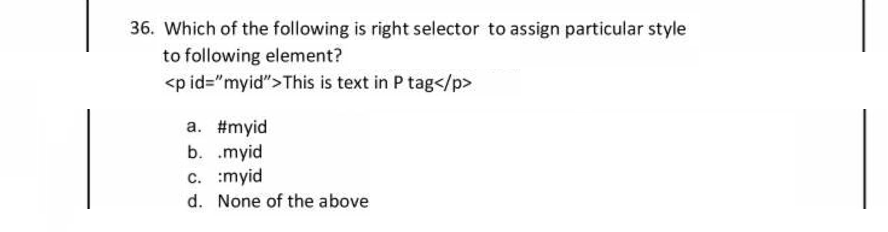 36. Which of the following is right selector to assign particular style
to following element?
<p id=”myid”>This is text in P tag</p>
a. #myid
b. .myid
c. :myid
d. None of the above